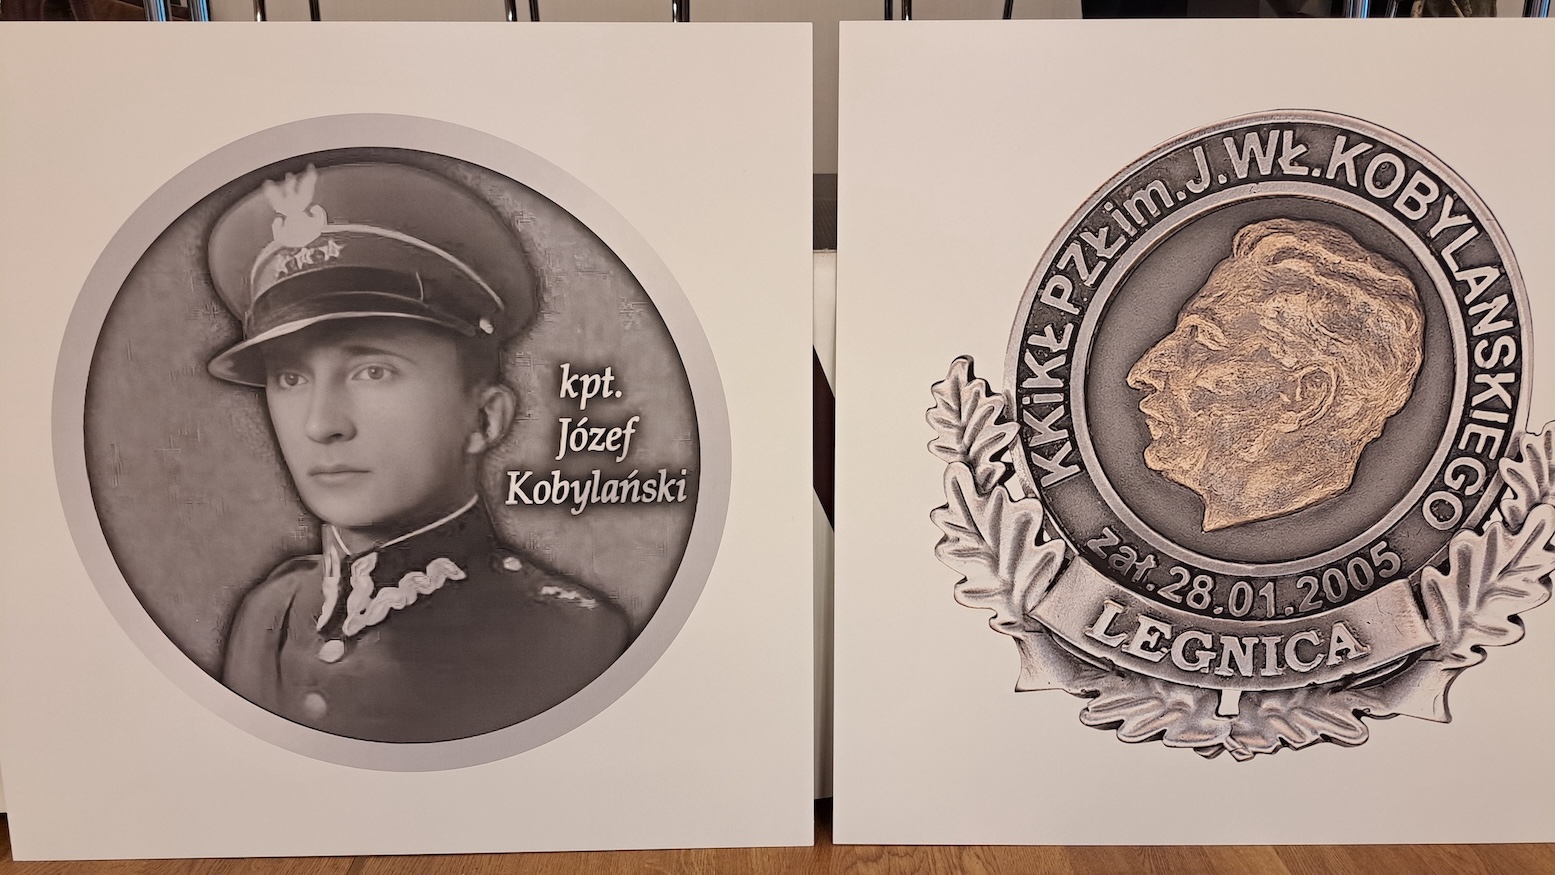 kpt.
Józef
Kobylański
KKiKŁ PZŁ im. J. WŁ. KOBYLAŃSKIEGO
zał. 28.01.2005
LEGNICA